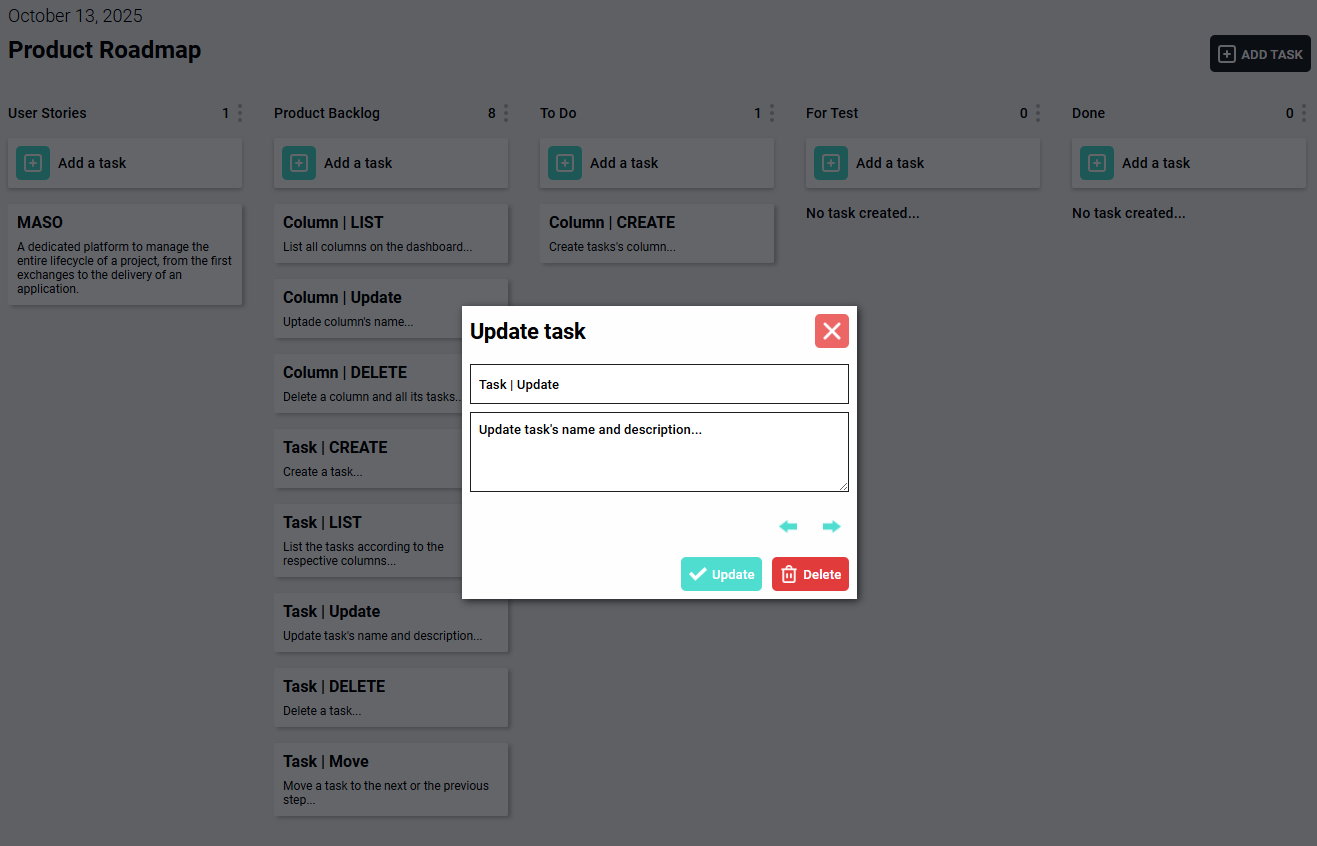 October 13, 2025
Product Roadmap
ADD TASK
User Stories 1
Add a task
MASO
A dedicated platform to manage the
entire lifecycle of a project, from the first
exchanges to the delivery of an
application.
Product Backlog 8
Add a task
Column | LIST
List all columns on the dashboard...
Column | Update
Uptade column's name...
Column | DELETE
Delete a column and all its tasks..
Task | CREATE
Create a task...
Task | LIST
List the tasks according to the
respective columns...
Task | Update
Update task's name and description...
Task | DELETE
Delete a task...
Task | Move
Move a task to the next or the previous
step...
To Do 1
Add a task
Column | CREATE
Create tasks's column...
For Test 0
Add a task
No task created...
Done 0
Add a task
No task created...
Update task
Task | Update
Update task's name and description...
Update
Delete